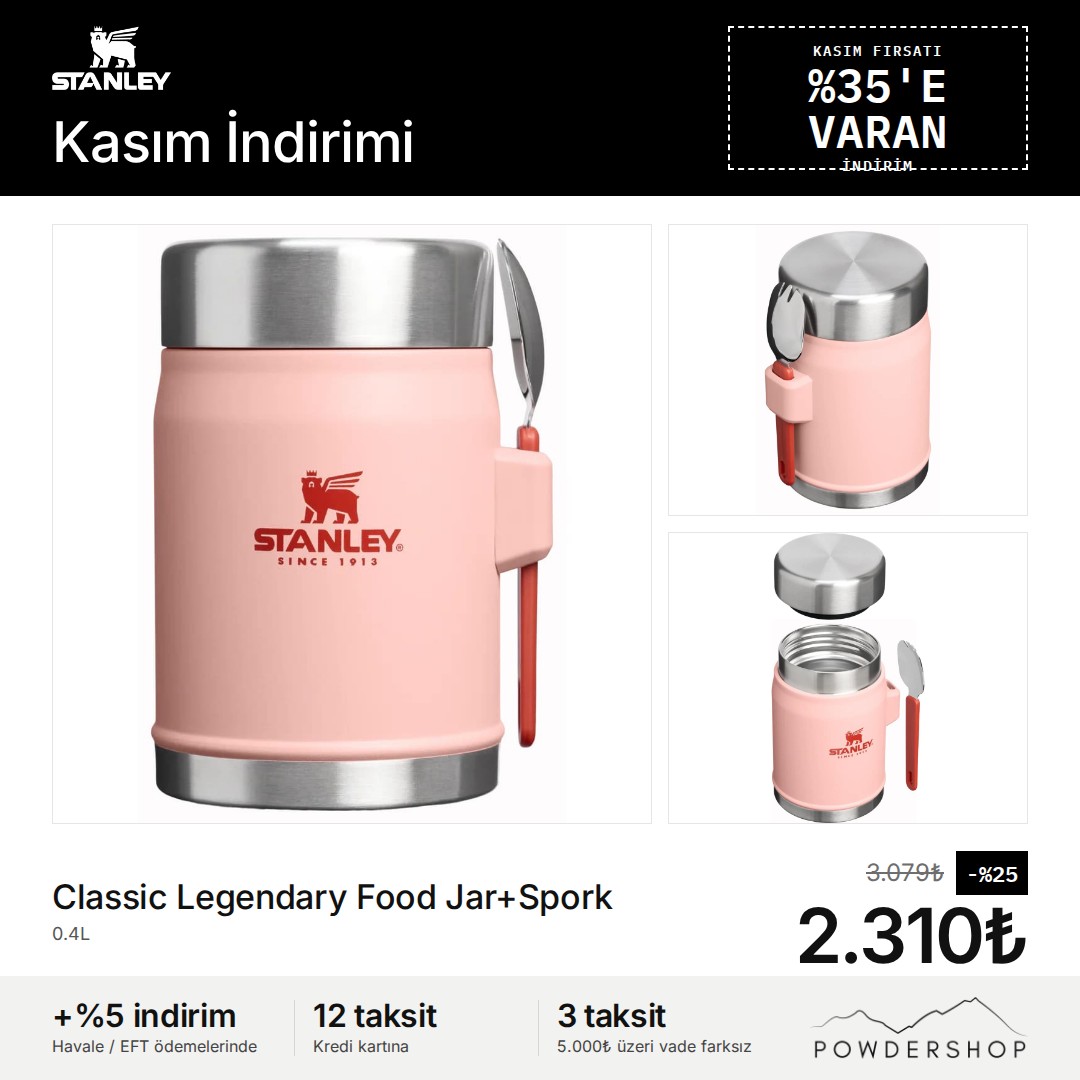 STANLEY
Kasım İndirimi
KASIM FIRSATI
%35'E
VARAN
İNDİRİM
STANLEY®
SINCE 1913
STANLEY
SINCE 1913
Classic Legendary Food Jar+Spork
0.4L
3.079₺
-%25
2.310₺
+%5 indirim
Havale / EFT ödemelerinde
12 taksit
Kredi kartına
3 taksit
5.000₺ üzeri vade farksız
POWDERSHOP